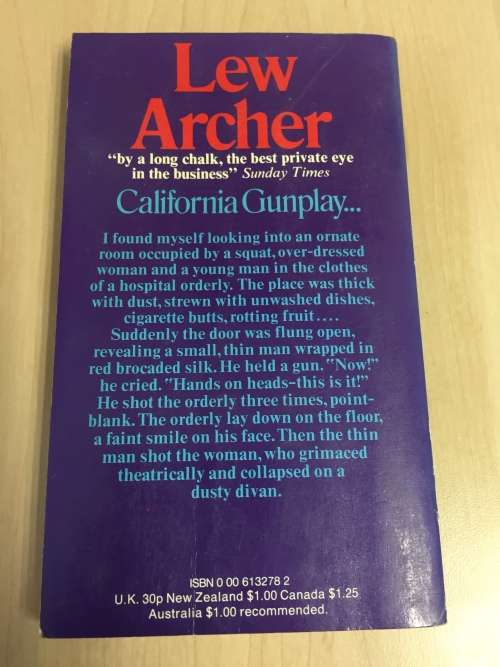 Lew
Archer
“by a long chalk, the best private eye
in the business” Sunday Times
California Gunplay...
I found myself looking into an ornate
room occupied by a squat, over-dressed
woman and a young man in the clothes
of a hospital orderly. The place was thick
with dust, strewn with unwashed dishes,
cigarette butts, rotting fruit....
Suddenly the door was flung open,
revealing a small, thin man wrapped in
red brocaded silk. He held a gun. “Now!”
he cried. “Hands on heads–this is it!”
He shot the orderly three times, point-
blank. The orderly lay down on the floor,
a faint smile on his face. Then the thin
man shot the woman, who grimaced
theatrically and collapsed on a
dusty divan.
ISBN 0 00 613278 2
U.K. 30p New Zealand $1.00 Canada $1.25
Australia $1.00 recommended.